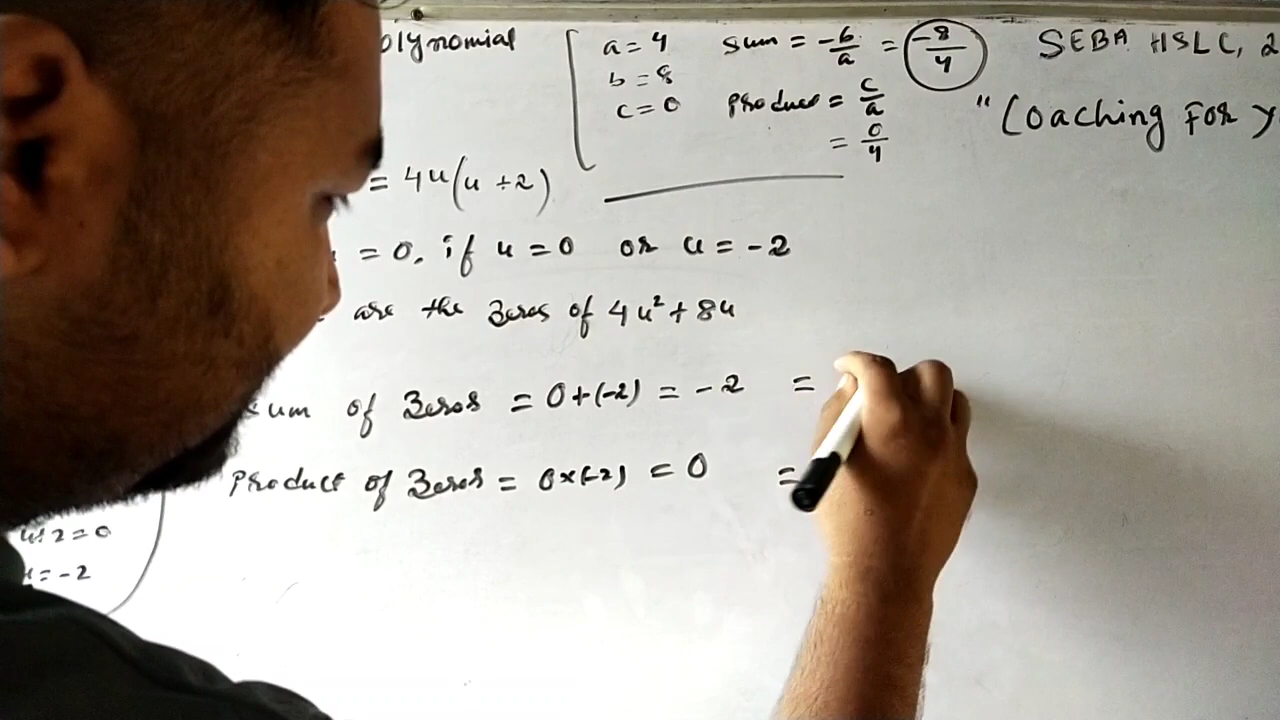 olynomial
a = 4 sum = -b/a = -8/4
b = 8
c = 0 Product = c/a
= 0/4
SEBA HSLC, 2
"Coaching For Y
= 4u(u+2)
= 0, if u = 0 or u = -2
are the Zeros of 4u² + 8u
sum of Zeros = 0+(-2) = -2 =
Product of Zeros = 0×(-2) = 0 =
u+2=0
u=-2